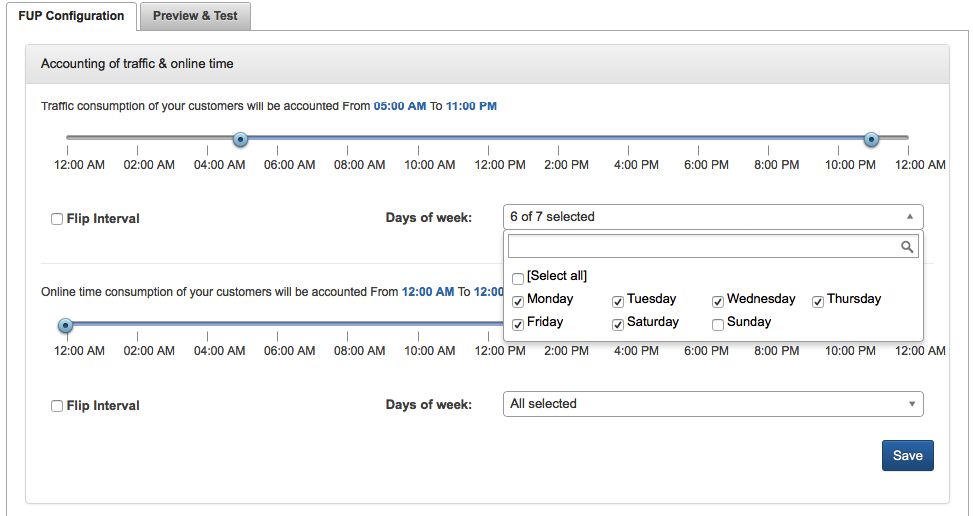 FUP Configuration Preview & Test
Accounting of traffic & online time
Traffic consumption of your customers will be accounted From 05:00 AM To 11:00 PM
12:00 AM 02:00 AM 04:00 AM 06:00 AM 08:00 AM 10:00 AM 12:00 PM 2:00 PM 4:00 PM 6:00 PM 8:00 PM 10:00 PM 12:00 AM
Flip Interval Days of week: 6 of 7 selected
[Select all]
Monday Tuesday Wednesday Thursday
Friday Saturday Sunday
Online time consumption of your customers will be accounted From 12:00 AM To 12:00
12:00 AM 02:00 AM 04:00 AM 06:00 AM 08:00 AM 10:00 AM 12:00 PM 2:00 PM 4:00 PM 6:00 PM 8:00 PM 10:00 PM 12:00 AM
Flip Interval Days of week: All selected
Save